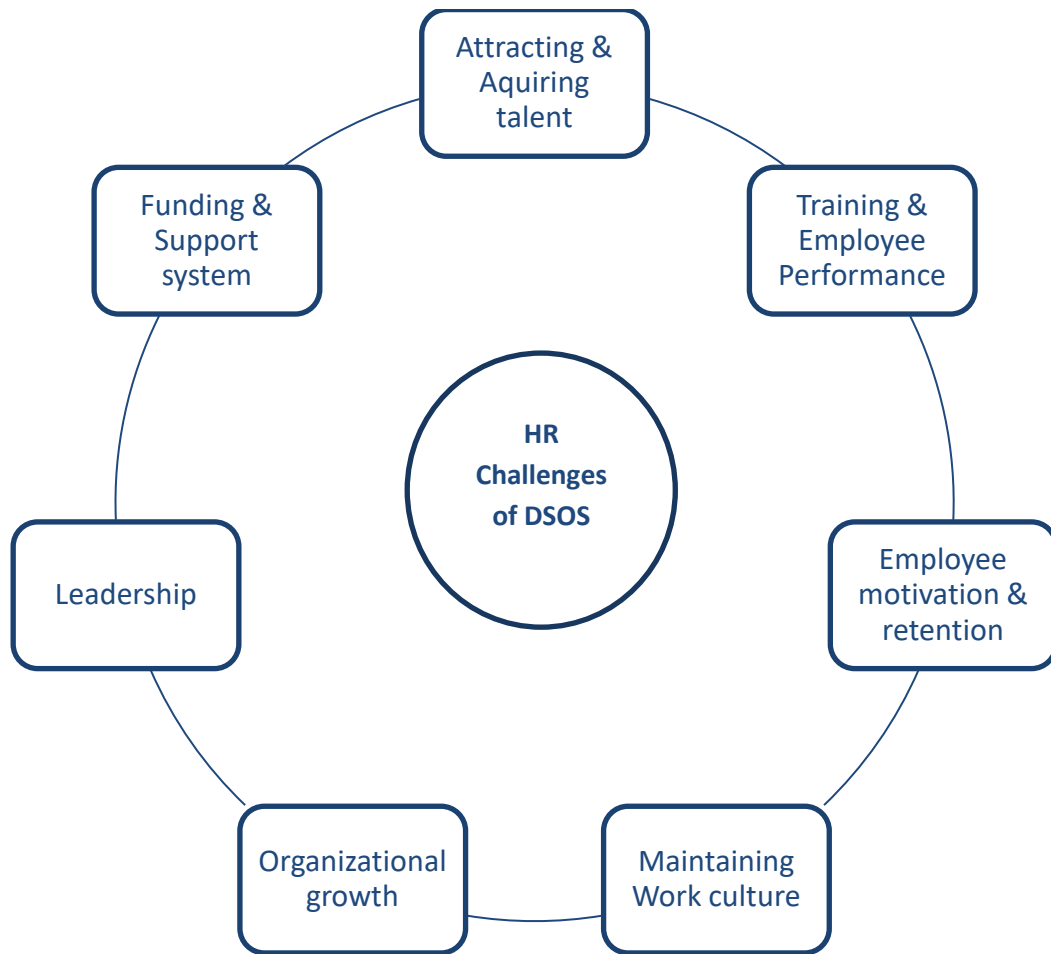 Attracting &
Aquiring
talent
Funding &
Support
system
Training &
Employee
Performance
HR
Challenges
of DSOS
Leadership
Employee
motivation &
retention
Organizational
growth
Maintaining
Work culture